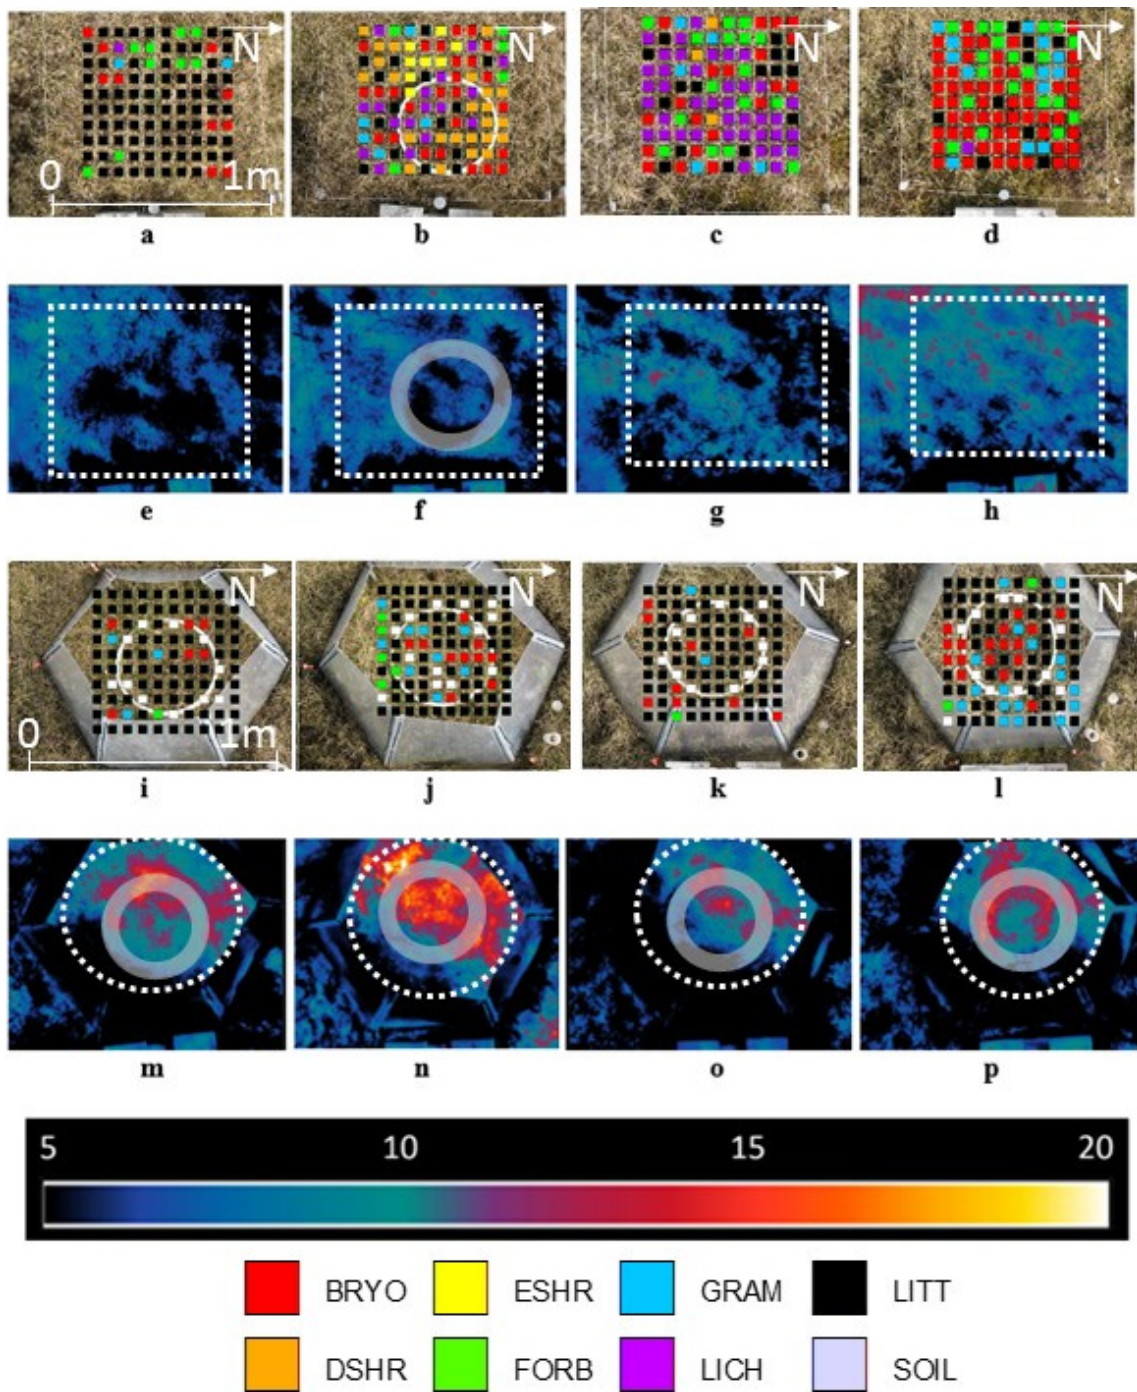 N N N N
0 1m
a b c d
e f g h
N N N N
0 1m
i j k l
m n o p
5 10 15 20
BRYO ESHR GRAM LITT
DSHR FORB LICH SOIL